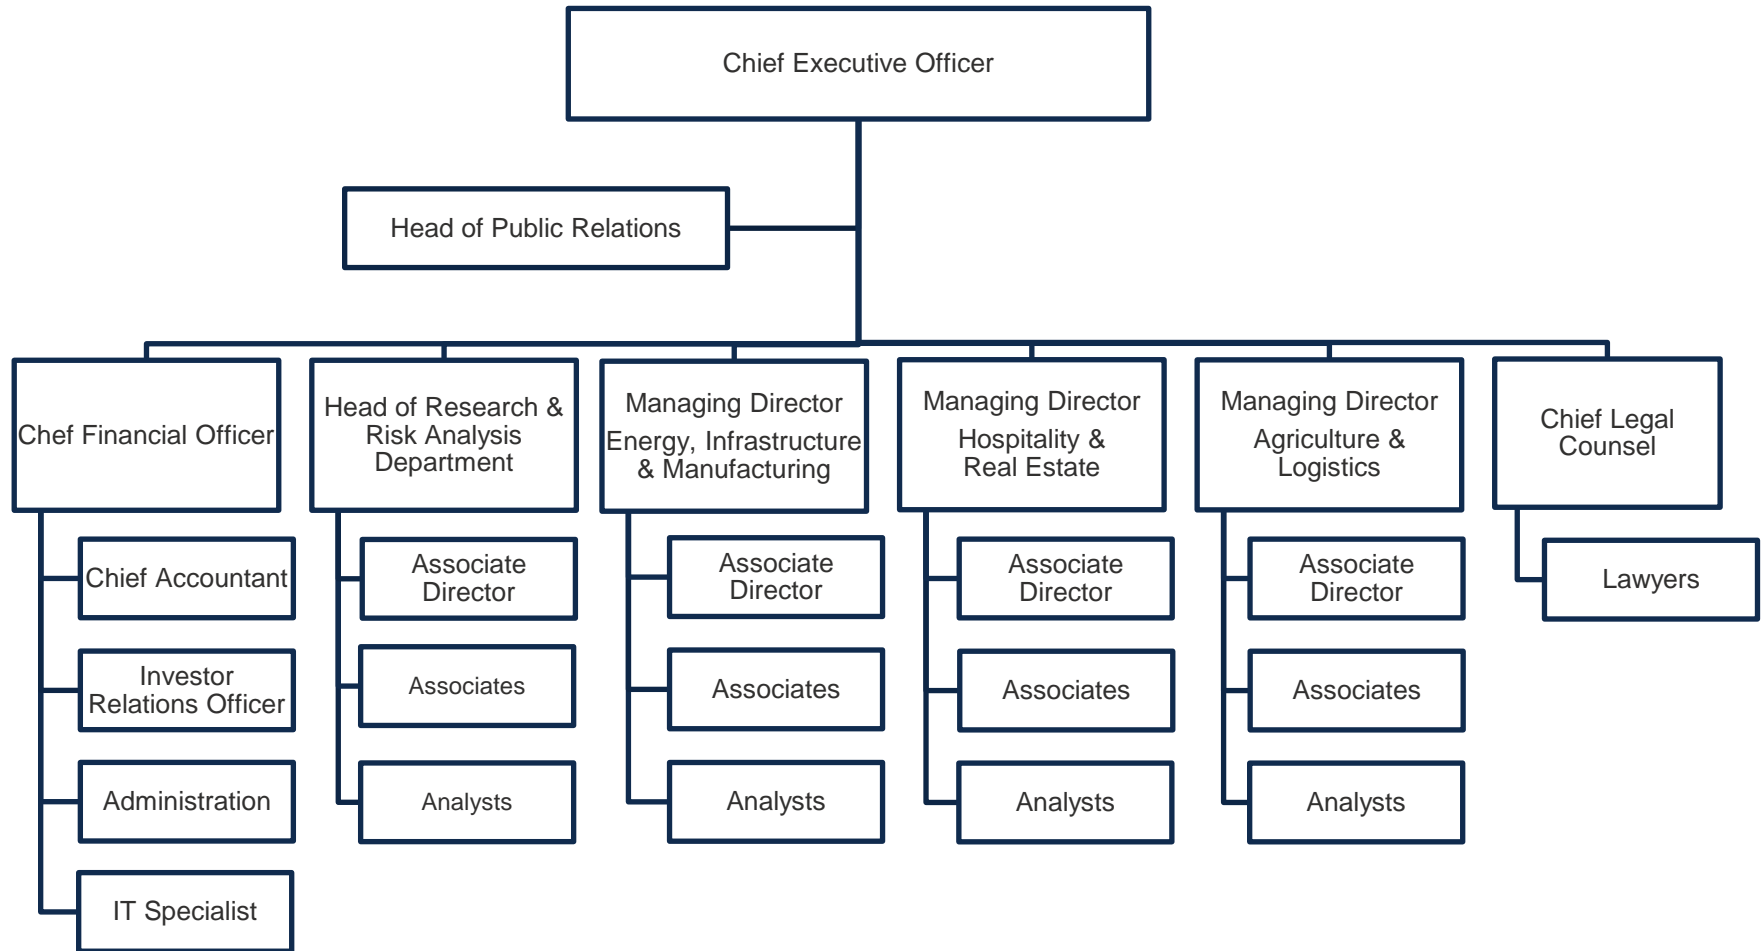 Chief Executive Officer
Head of Public Relations
Chef Financial Officer
Head of Research &
Risk Analysis
Department
Managing Director
Energy, Infrastructure
& Manufacturing
Managing Director
Hospitality &
Real Estate
Managing Director
Agriculture &
Logistics
Chief Legal
Counsel
Chief Accountant
Investor
Relations Officer
Administration
IT Specialist
Associate
Director
Associates
Analysts
Associate
Director
Associates
Analysts
Associate
Director
Associates
Analysts
Associate
Director
Associates
Analysts
Lawyers